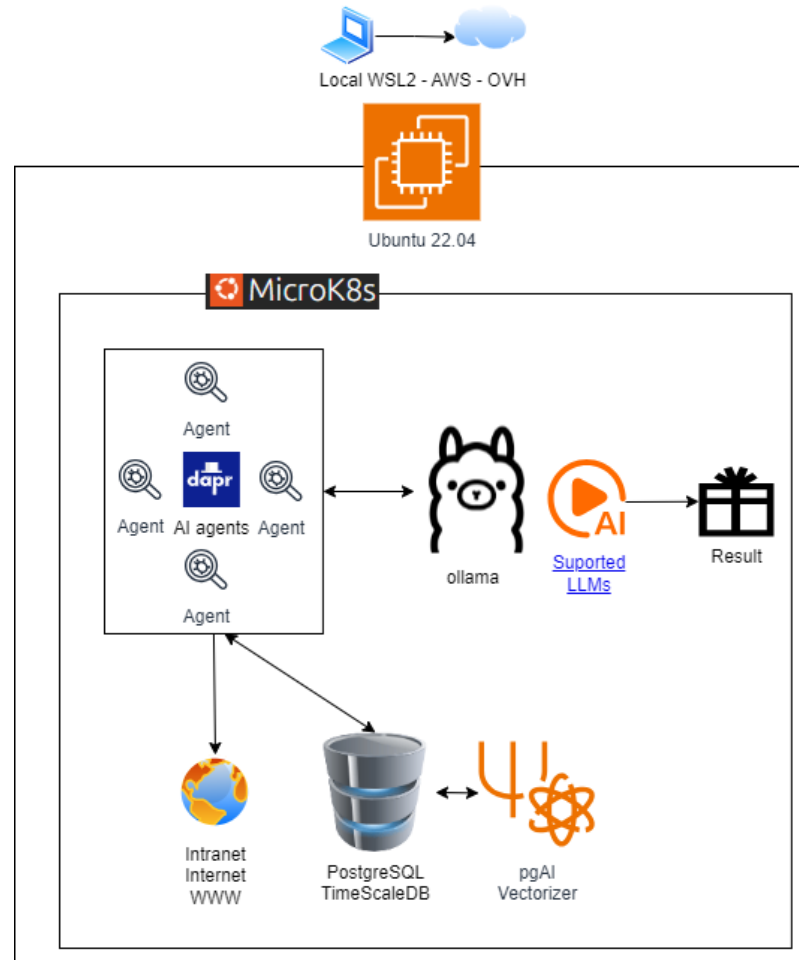 Local WSL2 - AWS - OVH
Ubuntu 22.04
MicroK8s
Agent
Agent
dapr
AI agents
Agent
Agent
ollama
AI
Suported
LLMs
Result
Intranet
Internet
WWW
PostgreSQL
TimeScaleDB
pgAI
Vectorizer